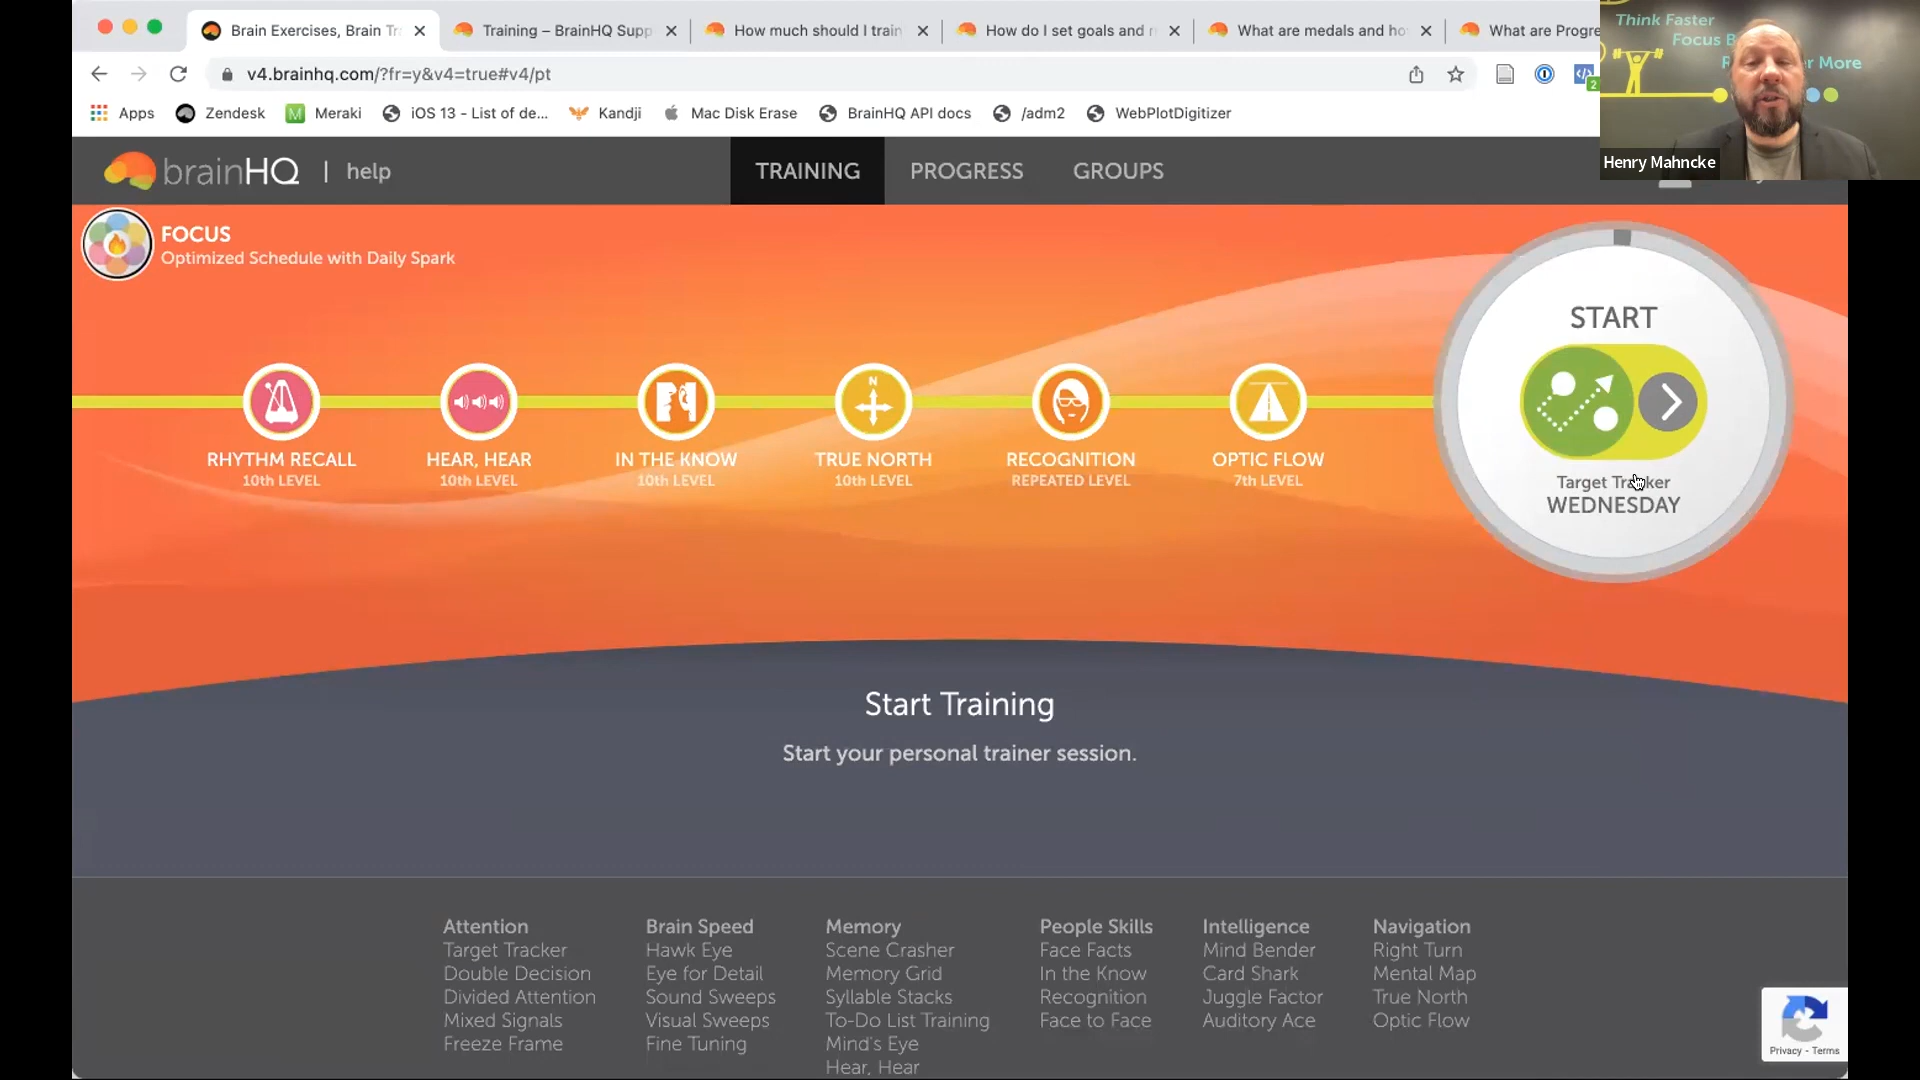 Brain Exercises, Brain Tr
Training – BrainHQ Supp
How much should I train
How do I set goals and r
What are medals and ho
What are Progre
v4.brainhq.com/?fr=y&v4=true#v4/pt
2
Apps
Zendesk
Meraki
iOS 13 - List of de...
Kandji
Mac Disk Erase
BrainHQ API docs
/adm2
WebPlotDigitizer
Think Faster
Focus B
r More
Henry Mahncke
brainHQ | help
TRAINING
PROGRESS
GROUPS
FOCUS
Optimized Schedule with Daily Spark
START
N
RHYTHM RECALL
10th LEVEL
HEAR, HEAR
10th LEVEL
IN THE KNOW
10th LEVEL
TRUE NORTH
10th LEVEL
RECOGNITION
REPEATED LEVEL
OPTIC FLOW
7th LEVEL
Target Tracker
WEDNESDAY
Start Training
Start your personal trainer session.
Attention
Target Tracker
Double Decision
Divided Attention
Mixed Signals
Freeze Frame
Brain Speed
Hawk Eye
Eye for Detail
Sound Sweeps
Visual Sweeps
Fine Tuning
Memory
Scene Crasher
Memory Grid
Syllable Stacks
To-Do List Training
Mind's Eye
Hear, Hear
People Skills
Face Facts
In the Know
Recognition
Face to Face
Intelligence
Mind Bender
Card Shark
Juggle Factor
Auditory Ace
Navigation
Right Turn
Mental Map
True North
Optic Flow
Privacy - Terms